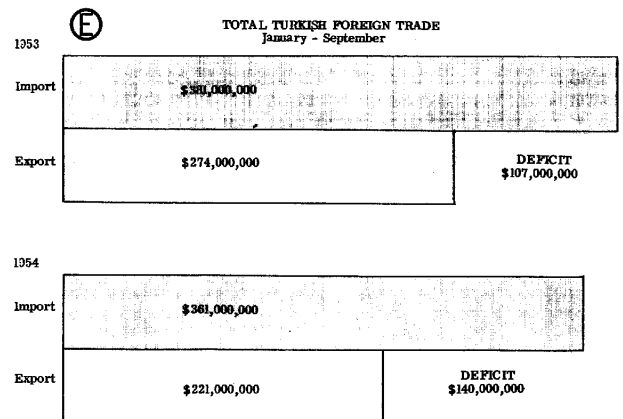 E
TOTAL TURKISH FOREIGN TRADE
January - September
1953
Import
$381,000,000
Export
$274,000,000
DEFICIT
$107,000,000
1954
Import
$361,000,000
Export
$221,000,000
DEFICIT
$140,000,000